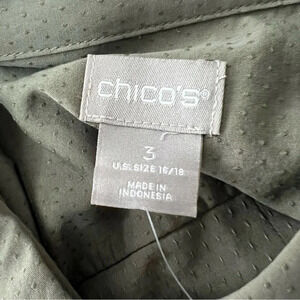 chico's®
3
U.S. SIZE 16/18
MADE IN
INDONESIA